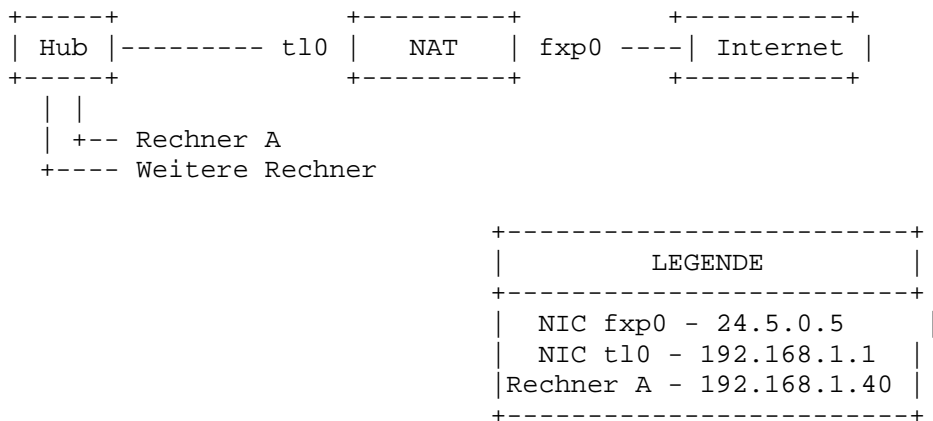 +-----+              +---------+         +----------+
| Hub |--------- tl0 |   NAT   | fxp0 ----| Internet |
+-----+              +---------+         +----------+
  | |
  | +-- Rechner A
  +---- Weitere Rechner
                              +-------------------------+
                              |         LEGENDE         |
                              +-------------------------+
                              |  NIC fxp0 - 24.5.0.5     |
                              |  NIC tl0 - 192.168.1.1  |
                              |Rechner A - 192.168.1.40 |
                              +-------------------------+